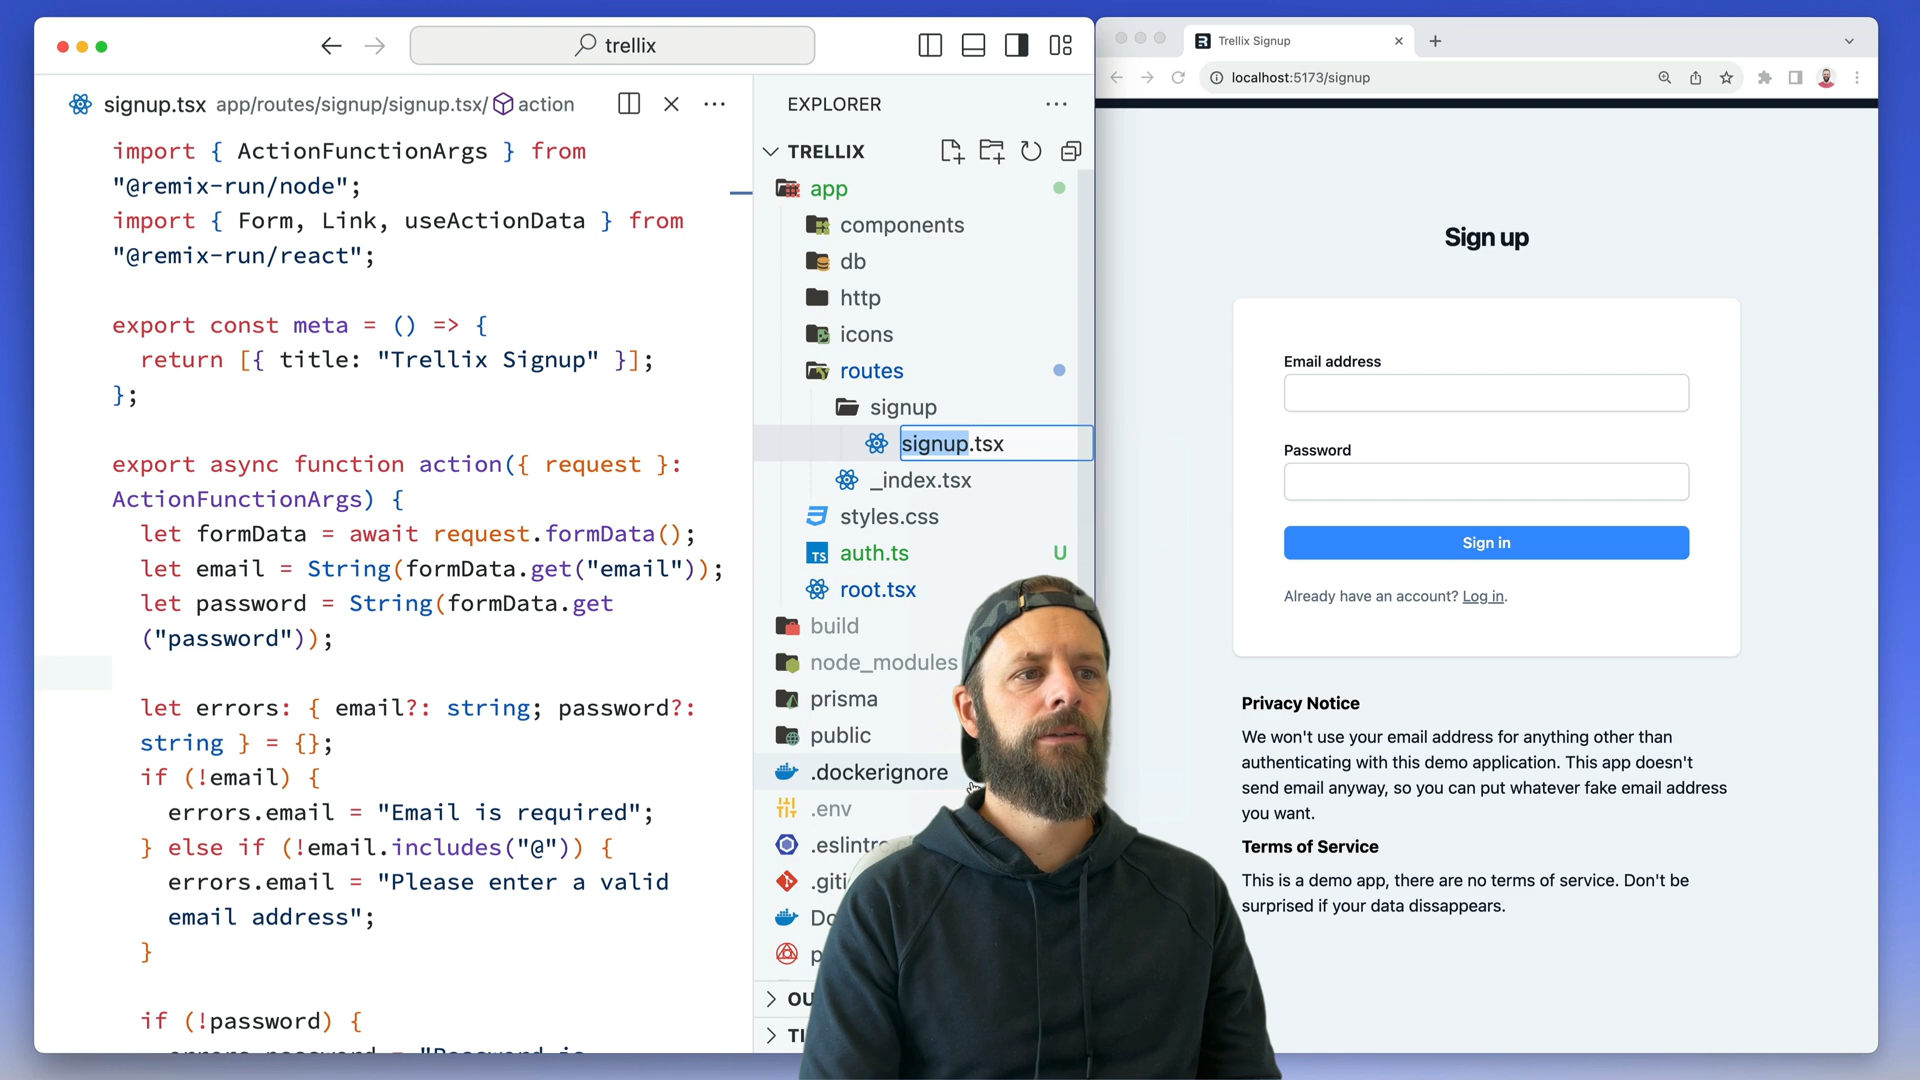 trellix
signup.tsx app/routes/signup/signup.tsx/ action
import { ActionFunctionArgs } from
"@remix-run/node";
import { Form, Link, useActionData } from
"@remix-run/react";
export const meta = () => {
return [{ title: "Trellix Signup" }];
};
export async function action({ request }:
ActionFunctionArgs) {
let formData = await request.formData();
let email = String(formData.get("email"));
let password = String(formData.get
("password"));
let errors: { email?: string; password?:
string } = {};
if (!email) {
errors.email = "Email is required";
} else if (!email.includes("@")) {
errors.email = "Please enter a valid
email address";
}
if (!password) {
EXPLORER
TRELLIX
app
components
db
http
icons
routes
signup
signup.tsx
_index.tsx
styles.css
auth.ts U
root.tsx
build
node_modules
prisma
public
.dockerignore
.env
Trellix Signup
localhost:5173/signup
Sign up
Email address
Password
Sign in
Already have an account? Log in.
Privacy Notice
We won't use your email address for anything other than
authenticating with this demo application. This app doesn't
send email anyway, so you can put whatever fake email address
you want.
Terms of Service
This is a demo app, there are no terms of service. Don't be
surprised if your data dissappears.